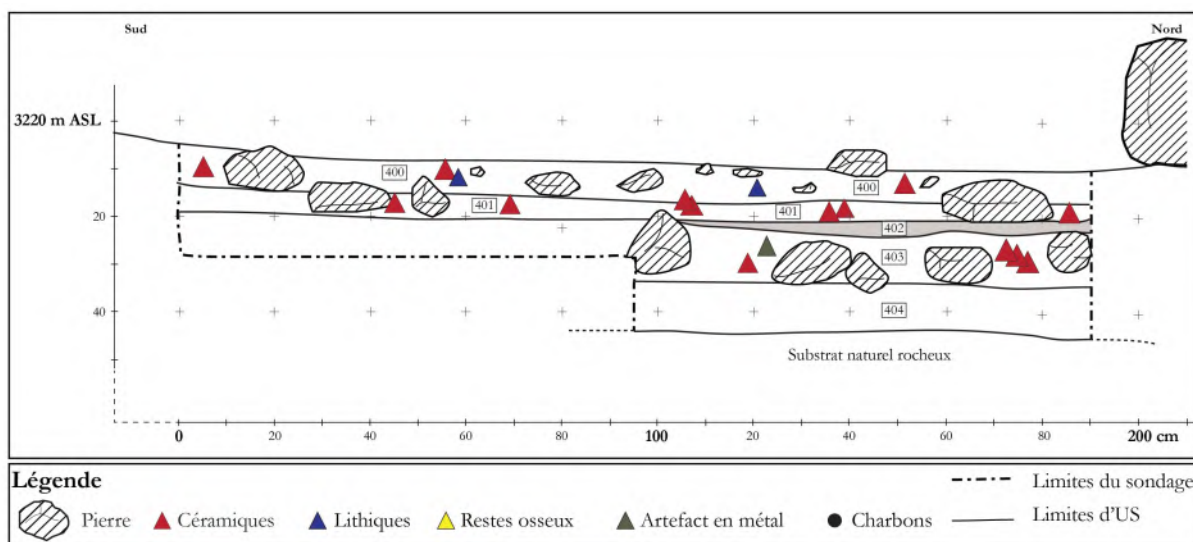 Sud
Nord
3220 m ASL
400
400
401
401
20
402
403
404
40
Substrat naturel rocheux
0 20 40 60 80 100 20 40 60 80 200 cm
Légende
Pierre Céramiques Lithiques Restes osseux Artefact en métal Charbons
Limites du sondage
Limites d'US